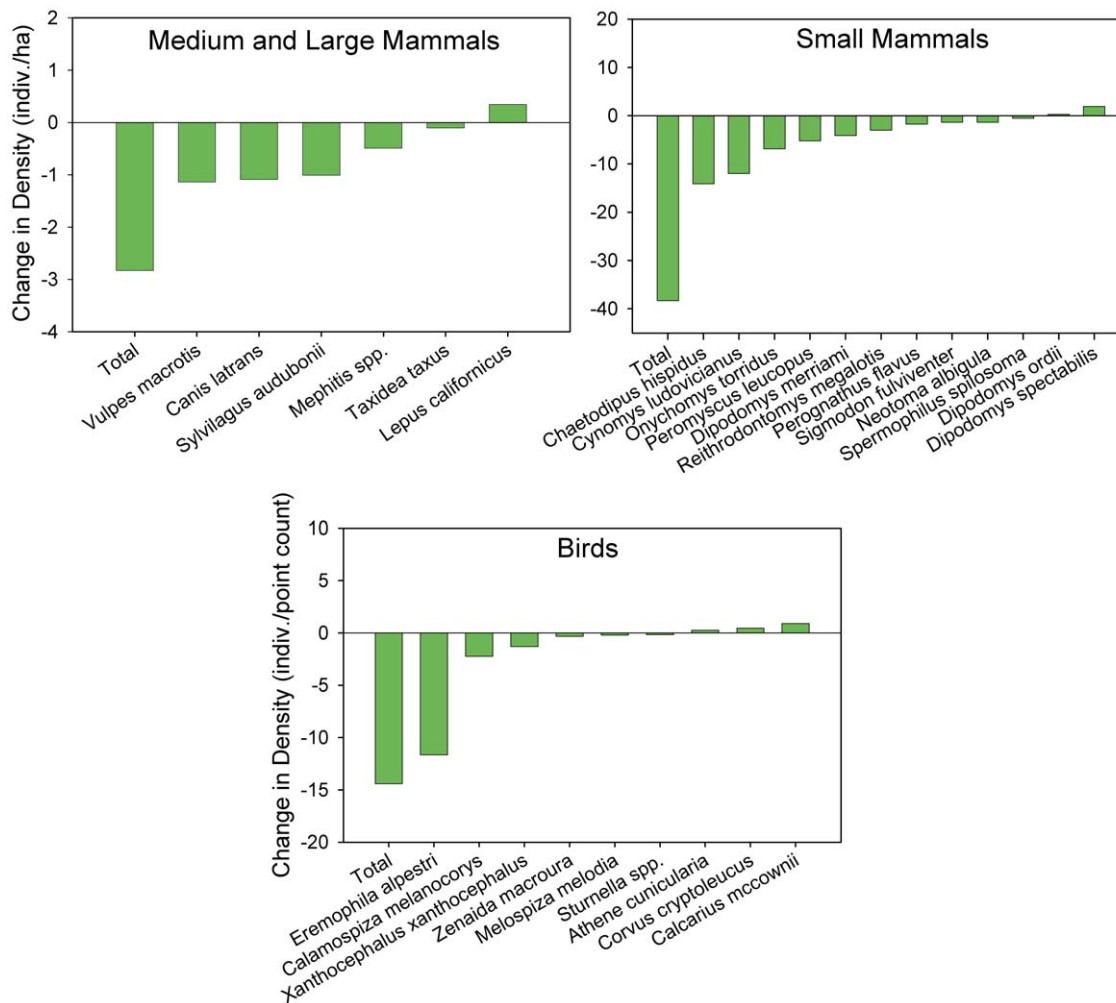 Medium and Large Mammals
Change in Density (indiv./ha)
2
1
0
-1
-2
-3
-4
Total
Vulpes macrotis
Canis latrans
Sylvilagus audubonii
Mephitis spp.
Taxidea taxus
Lepus californicus
Small Mammals
20
10
0
-10
-20
-30
-40
Total
Chaetodipus hispidus
Cynomys ludovicianus
Onychomys torridus
Peromyscus leucopus
Dipodomys merriami
Reithrodontomys megalotis
Perognathus flavus
Sigmodon fulviventer
Neotoma albigula
Spermophilus spilosoma
Dipodomys ordii
Dipodomys spectabilis
Birds
Change in Density (indiv./point count)
10
5
0
-5
-10
-15
-20
Total
Eremophila alpestri
Calamospiza melanocorys
Xanthocephalus xanthocephalus
Zenaida macroura
Melospiza melodia
Sturnella spp.
Athene cunicularia
Corvus cryptoleucus
Calcarius mccownii